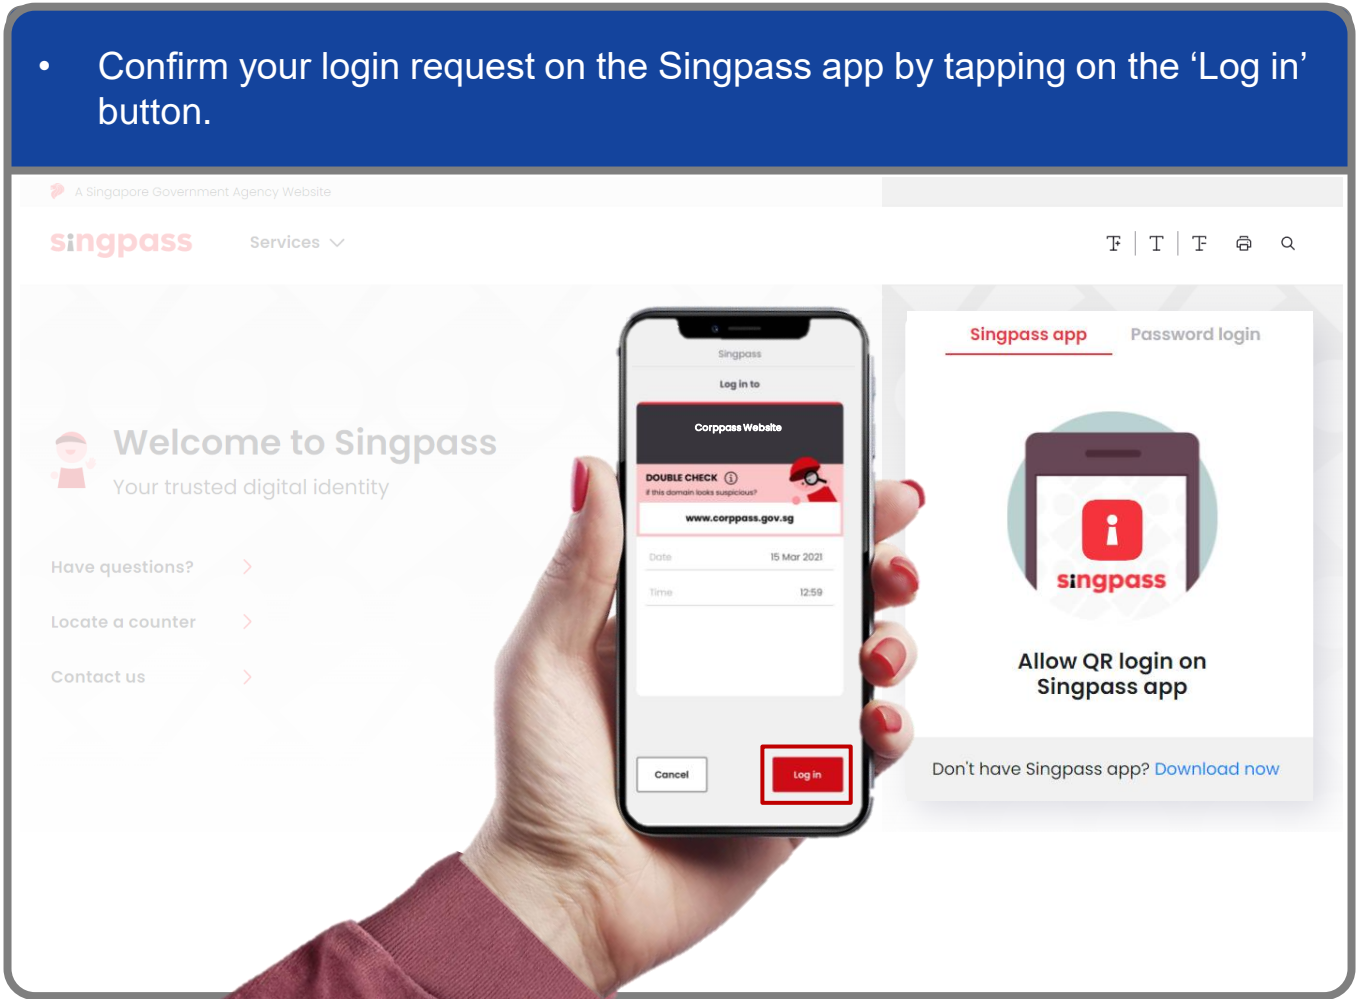 • Confirm your login request on the Singpass app by tapping on the ‘Log in’
button.
A Singapore Government Agency Website
singpass
Services
Welcome to Singpass
Your trusted digital identity
Have questions?
Locate a counter
Contact us
Singpass
Log in to
Corppass Website
DOUBLE CHECK
If this domain looks suspicious?
www.corppass.gov.sg
Date 15 Mar 2021
Time 12:59
Cancel Log in
Singpass app Password login
singpass
Allow QR login on
Singpass app
Don't have Singpass app? Download now